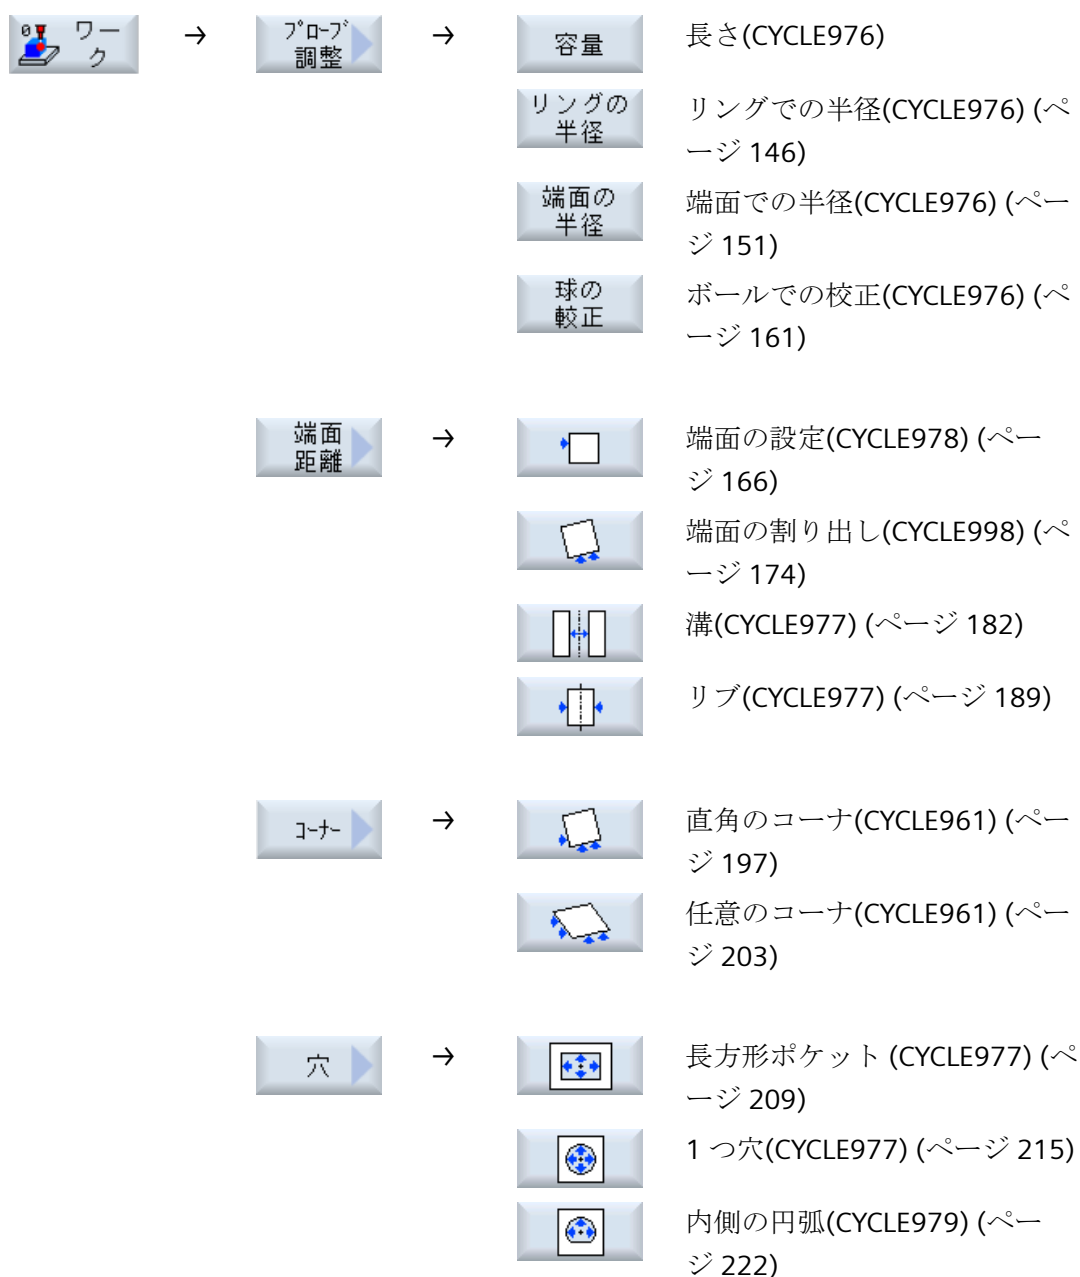 ワー
ク
→
プローブ
調整
→
容量
長さ(CYCLE976)
リングの
半径
リングでの半径(CYCLE976) (ペ
ージ 146)
端面の
半径
端面での半径(CYCLE976) (ペー
ジ 151)
球の
較正
ボールでの校正(CYCLE976) (ペ
ージ 161)
端面
距離
→
端面の設定(CYCLE978) (ペー
ジ 166)
端面の割り出し(CYCLE998) (ペ
ージ 174)
溝(CYCLE977) (ページ 182)
リブ(CYCLE977) (ページ 189)
コーナー
→
直角のコーナ(CYCLE961) (ペー
ジ 197)
任意のコーナ(CYCLE961) (ペー
ジ 203)
穴
→
長方形ポケット (CYCLE977) (ペ
ージ 209)
1 つ穴(CYCLE977) (ページ 215)
内側の円弧(CYCLE979) (ペー
ジ 222)